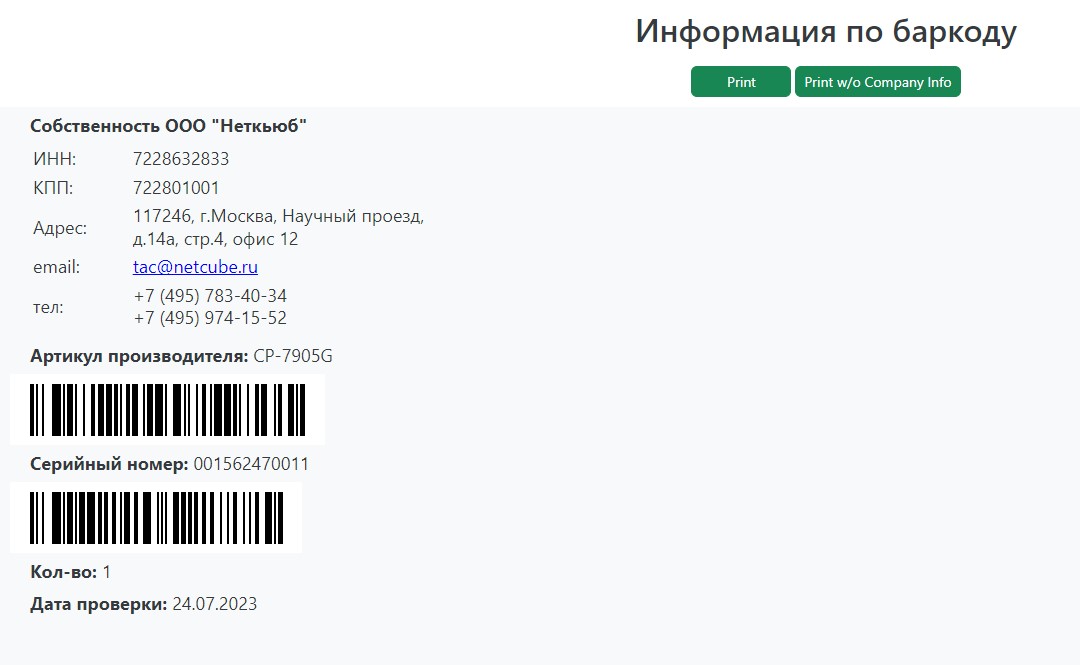 Информация по баркоду
Print
Print w/o Company Info
Собственность ООО "Неткьюб"
ИНН: 7228632833
КПП: 722801001
Адрес: 117246, г.Москва, Научный проезд,
д.14а, стр.4, офис 12
email: tac@netcube.ru
тел: +7 (495) 783-40-34
+7 (495) 974-15-52
Артикул производителя: CP-7905G
Серийный номер: 001562470011
Кол-во: 1
Дата проверки: 24.07.2023